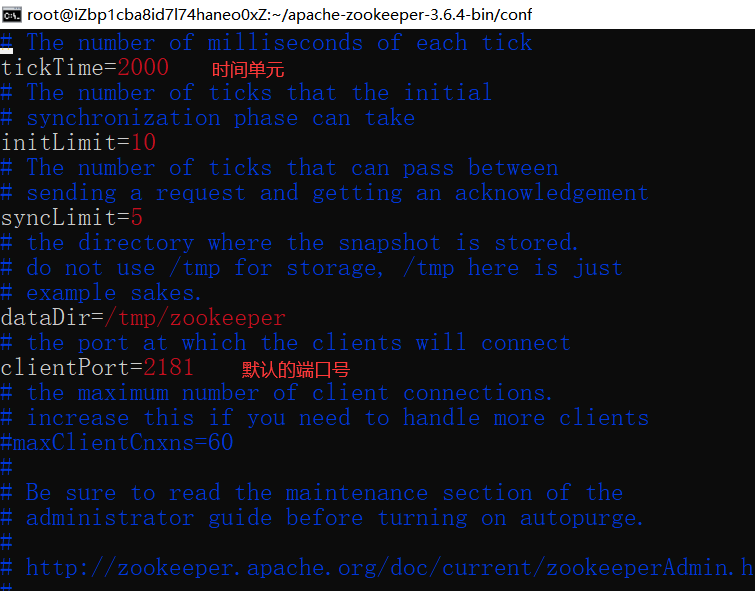 root@iZbp1cba8id7l74haneo0xZ:~/apache-zookeeper-3.6.4-bin/conf
# The number of milliseconds of each tick
tickTime=2000 时间单元
# The number of ticks that the initial
# synchronization phase can take
initLimit=10
# The number of ticks that can pass between
# sending a request and getting an acknowledgement
syncLimit=5
# the directory where the snapshot is stored.
# do not use /tmp for storage, /tmp here is just
# example sakes.
dataDir=/tmp/zookeeper
# the port at which the clients will connect
clientPort=2181 默认的端口号
# the maximum number of client connections.
# increase this if you need to handle more clients
#maxClientCnxns=60
#
# Be sure to read the maintenance section of the
# administrator guide before turning on autopurge.
#
# http://zookeeper.apache.org/doc/current/zookeeperAdmin.h
#